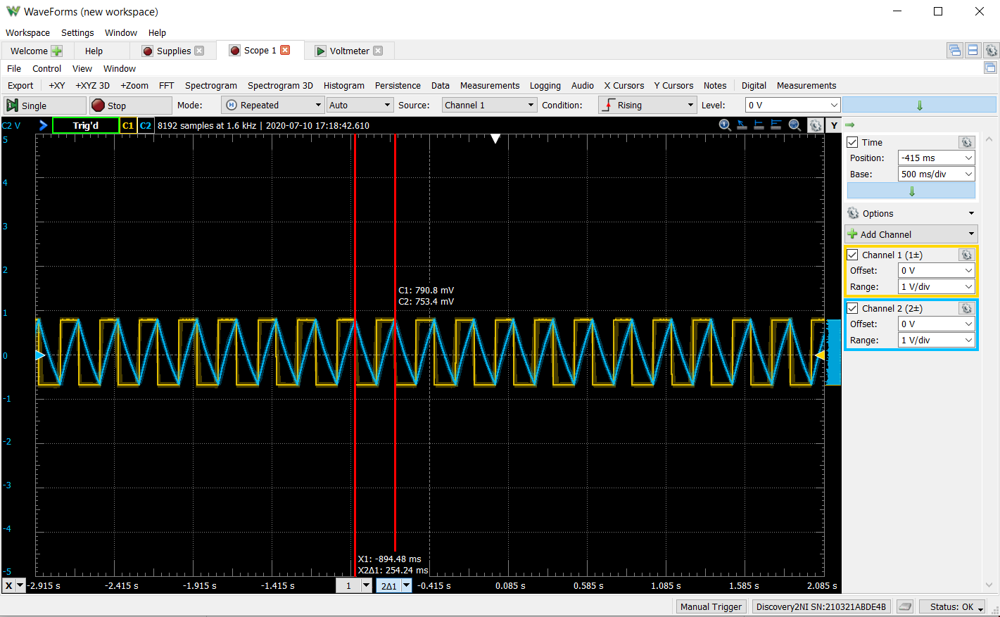 WaveForms (new workspace)
Workspace Settings Window Help
Welcome Help Supplies Scope 1 Voltmeter
File Control View Window
Export +XY +XYZ 3D +Zoom FFT Spectrogram Spectrogram 3D Histogram Persistence Data Measurements Logging Audio X Cursors Y Cursors Notes Digital Measurements
Single Stop Mode: Repeated Auto Source: Channel 1 Condition: Rising Level: 0 V
C2 V Trig'd C1 C2 8192 samples at 1.6 kHz | 2020-07-10 17:18:42.610 Y
5
4
3
2
1
0
-1
-2
-3
-4
-5
C1: 790.8 mV
C2: 753.4 mV
X1: -894.48 ms
X2Δ1: 254.24 ms
X -2.915 s -2.415 s -1.915 s -1.415 s 1 2Δ1 -0.415 s 0.085 s 0.585 s 1.085 s 1.585 s 2.085 s
Time
Position: -415 ms
Base: 500 ms/div
Options
Add Channel
Channel 1 (1±)
Offset: 0 V
Range: 1 V/div
Channel 2 (2±)
Offset: 0 V
Range: 1 V/div
Manual Trigger Discovery2NI SN:210321ABDE4B Status: OK